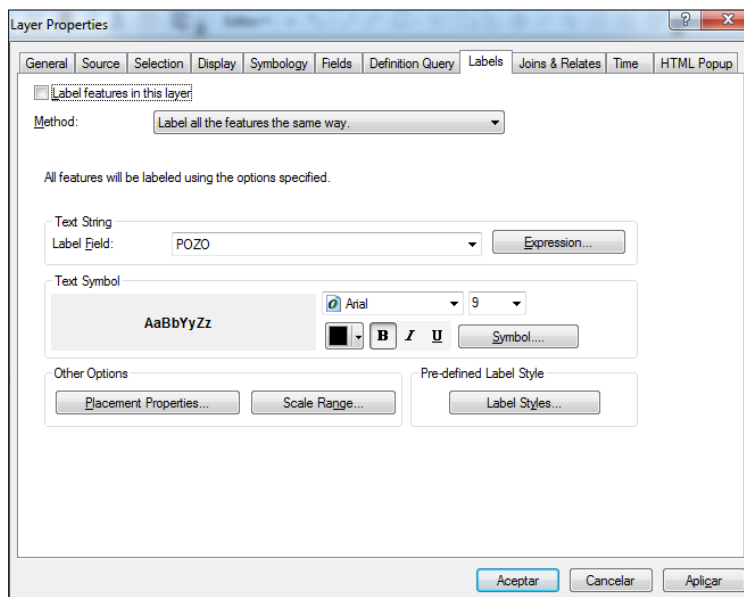 Layer Properties
General Source Selection Display Symbology Fields Definition Query Labels Joins & Relates Time HTML Popup
Label features in this layer
Method: Label all the features the same way.
All features will be labeled using the options specified.
Text String
Label Field: POZO Expression...
Text Symbol
AaBbYyZz
Arial 9
B I U Symbol....
Other Options Pre-defined Label Style
Placement Properties... Scale Range... Label Styles...
Aceptar Cancelar Aplicar